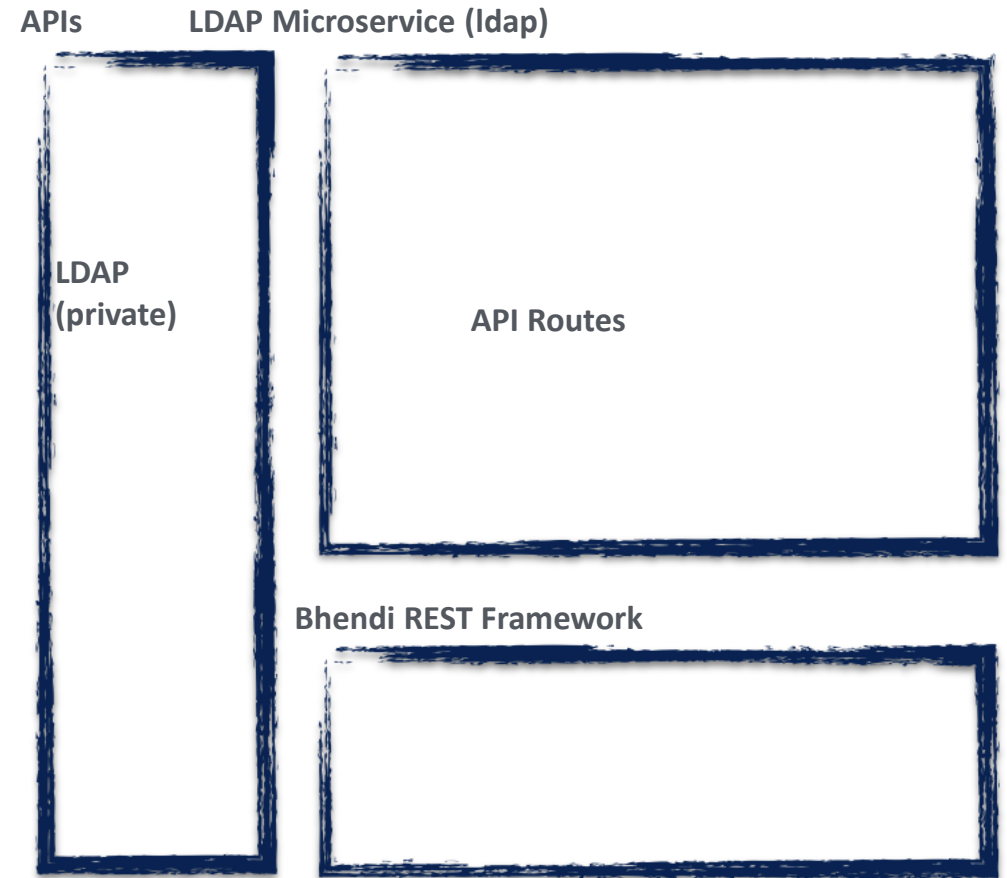 APIs
LDAP Microservice (ldap)
LDAP
(private)
API Routes
Bhendi REST Framework